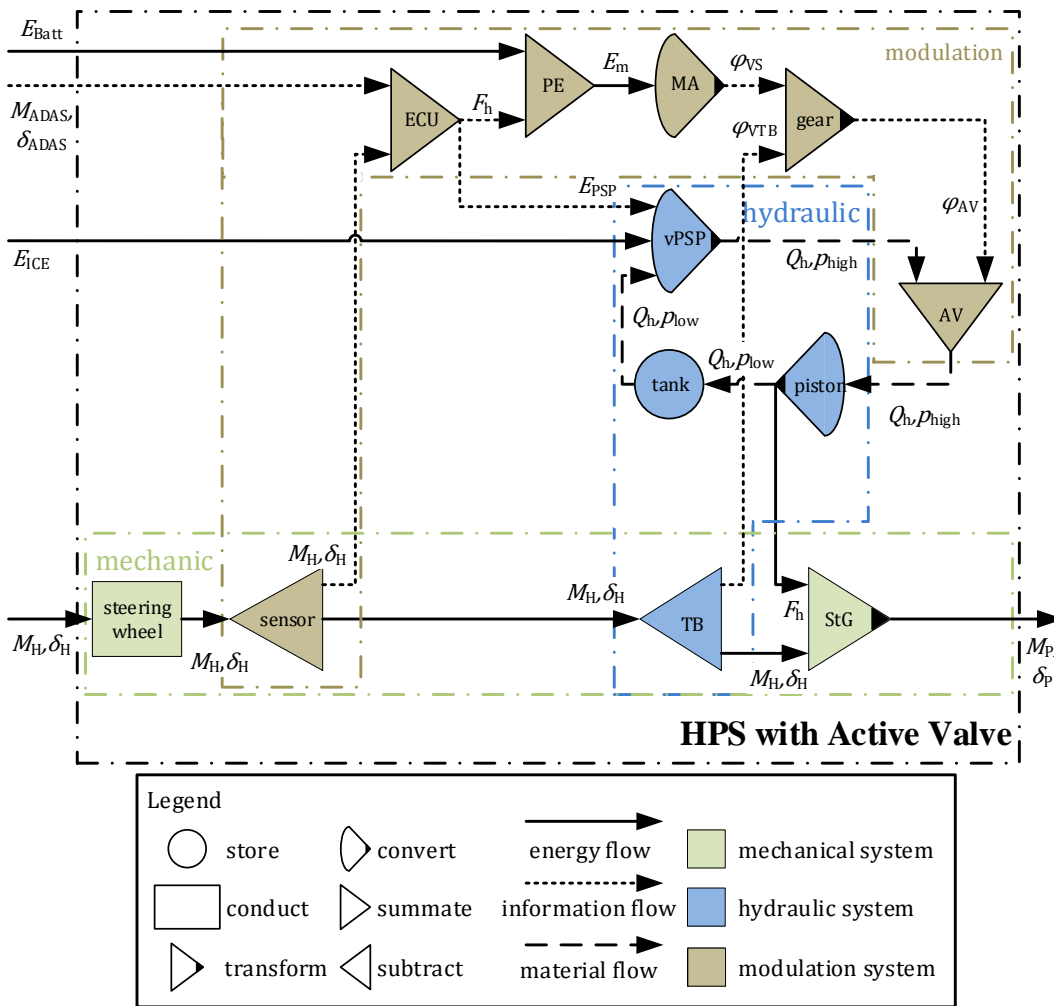 E_Batt
modulation
M_ADAS,
δ_ADAS
ECU
F_h
PE
E_m
MA
φ_VS
φ_VTB
gear
φ_AV
E_PSP
hydraulic
E_ICE
vPSP
Q_h,p_high
AV
Q_h,p_low
tank
Q_h,p_low
piston
Q_h,p_high
mechanic
M_H,δ_H
steering
wheel
M_H,δ_H
M_H,δ_H
sensor
M_H,δ_H
TB
M_H,δ_H
F_h
StG
δ_P
HPS with Active Valve
Legend
store
convert
energy flow
mechanical system
conduct
summate
information flow
hydraulic system
transform
subtract
material flow
modulation system